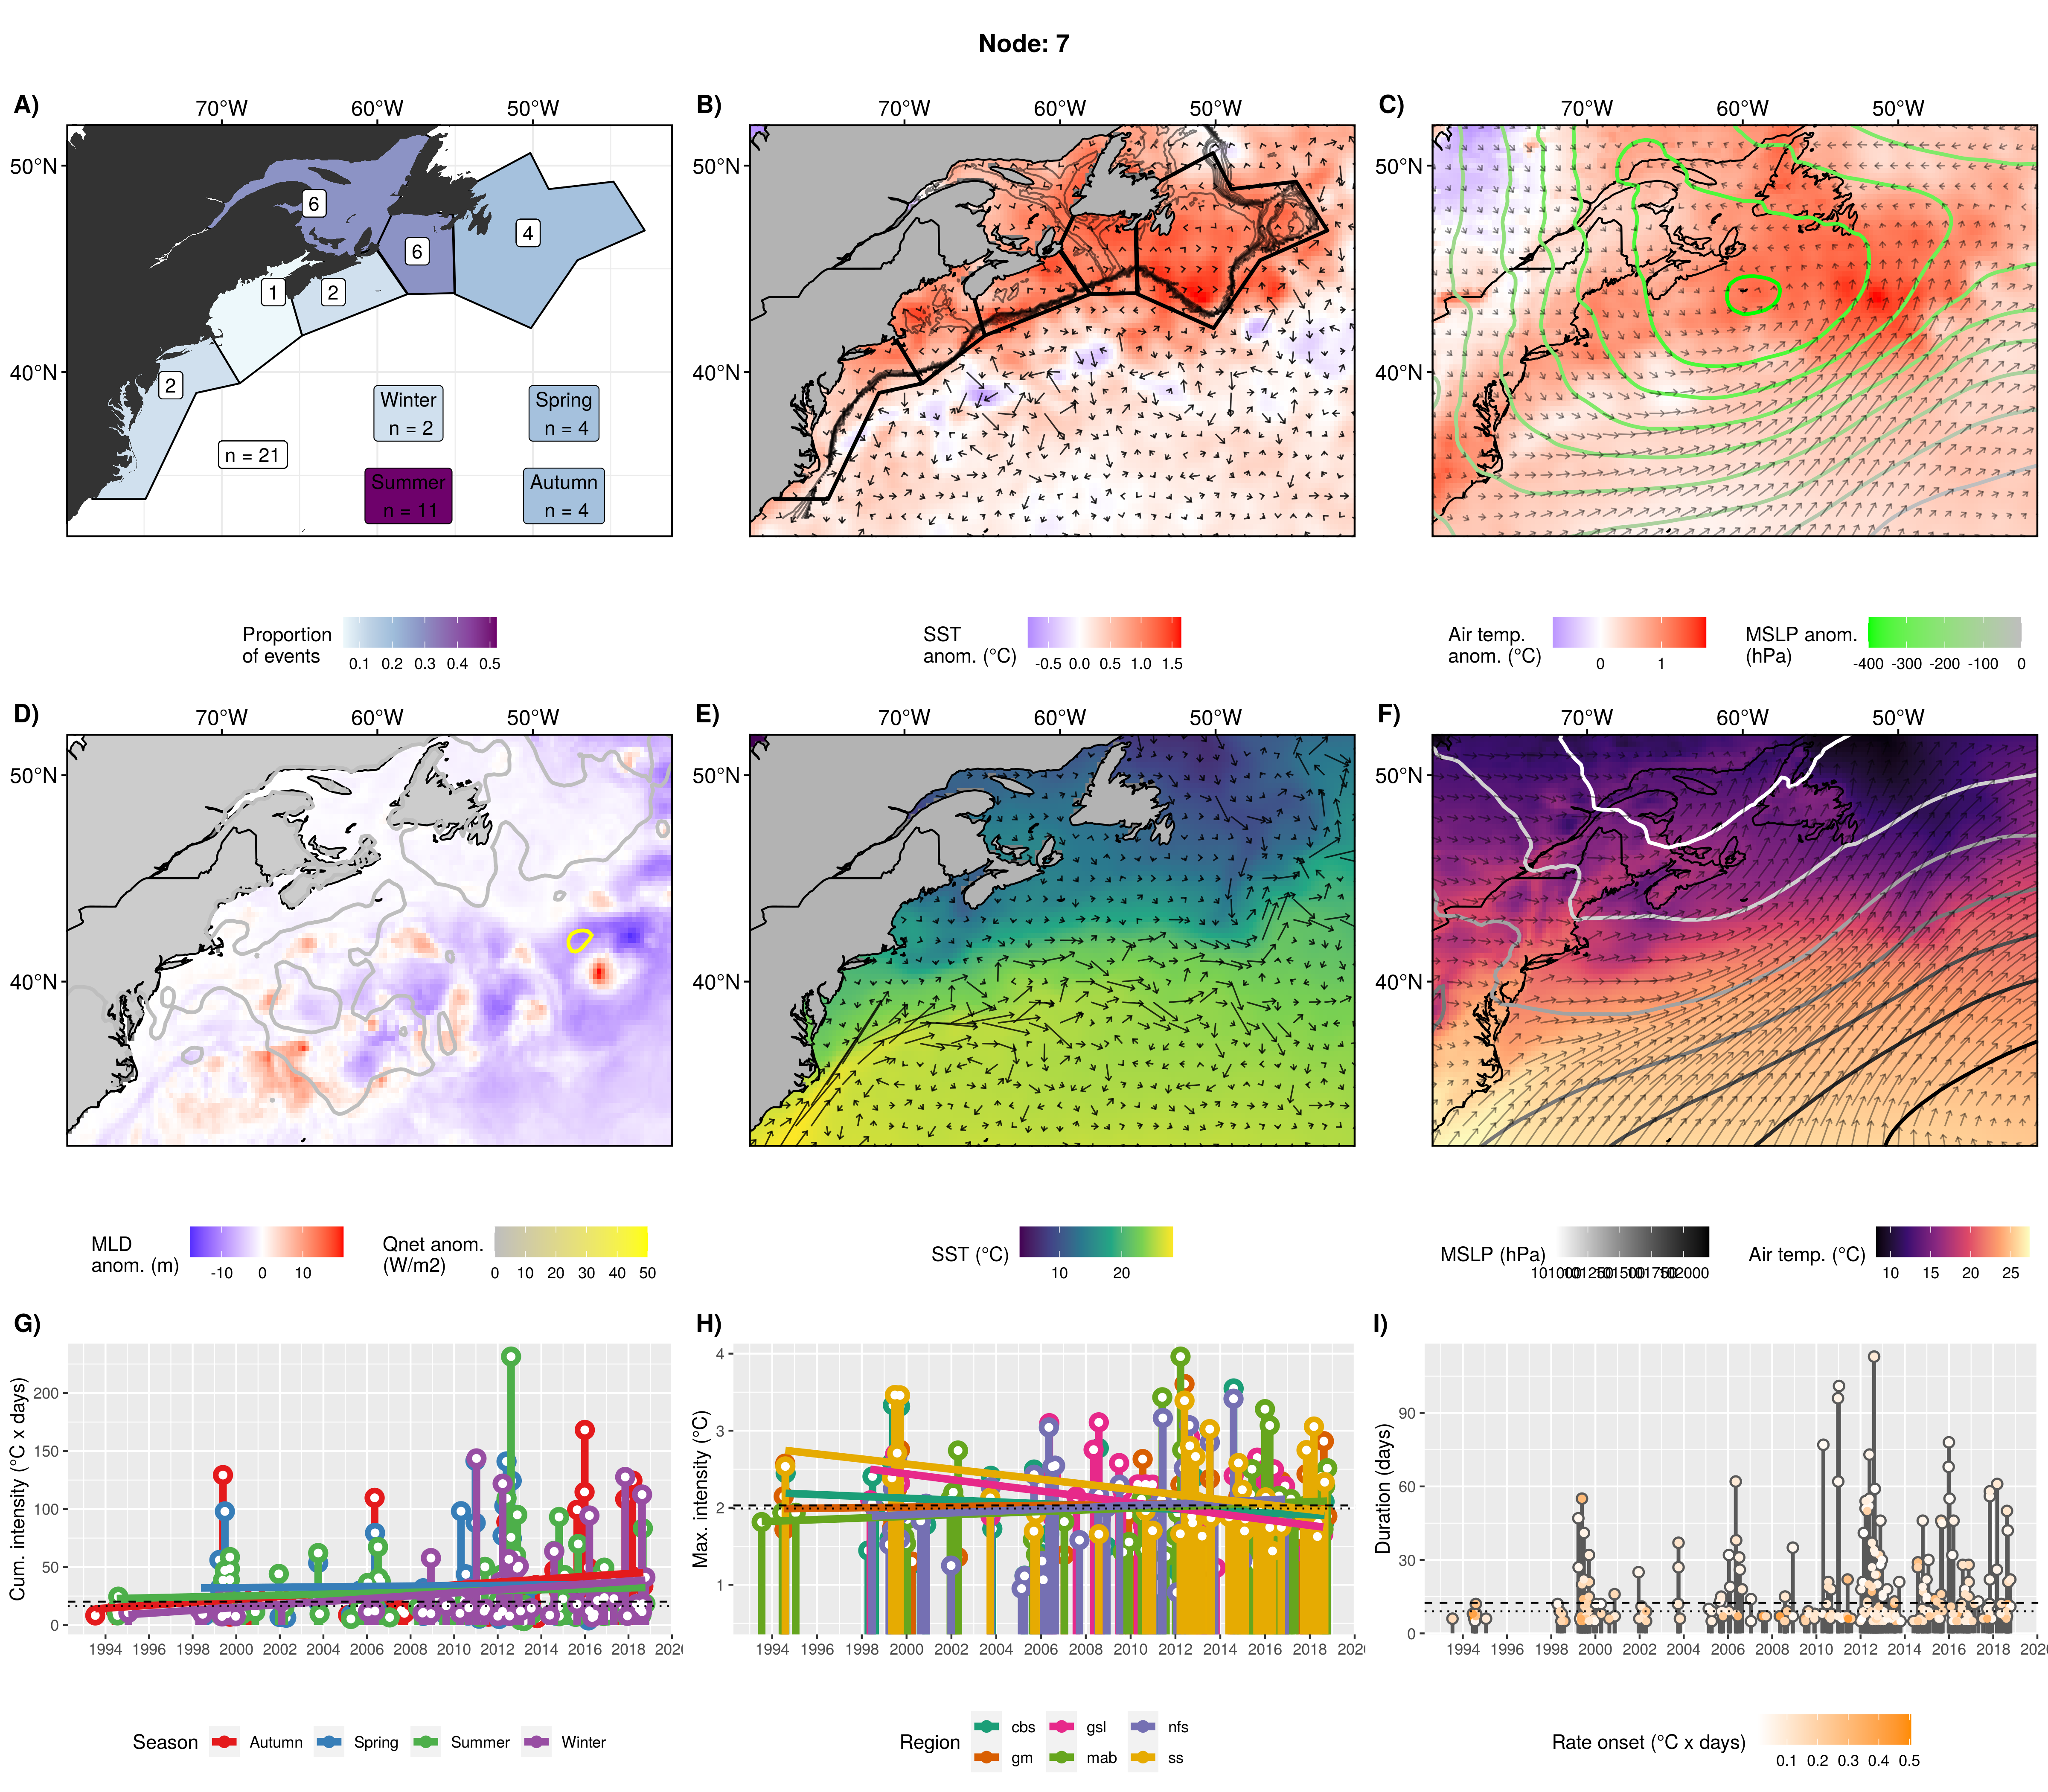 Node: 7
A)
70°W 60°W 50°W
50°N
40°N
6
6
4
1
2
2
n = 21
Winter
n = 2
Spring
n = 4
Summer
n = 11
Autumn
n = 4
Proportion
of events
0.1 0.2 0.3 0.4 0.5
B)
70°W 60°W 50°W
50°N
40°N
SST
anom. (°C)
-0.5 0.0 0.5 1.0 1.5
C)
70°W 60°W 50°W
50°N
40°N
Air temp.
anom. (°C)
0 1
MSLP anom.
(hPa)
-400 -300 -200 -100 0
D)
70°W 60°W 50°W
50°N
40°N
MLD
anom. (m)
-10 0 10
Qnet anom.
(W/m2)
0 10 20 30 40 50
E)
70°W 60°W 50°W
50°N
40°N
SST (°C)
10 20
F)
70°W 60°W 50°W
50°N
40°N
MSLP (hPa)
101000 101250 101500 101750 102000
Air temp. (°C)
10 15 20 25
G)
Cum. intensity (°C x days)
200
150
100
50
0
1994 1996 1998 2000 2002 2004 2006 2008 2010 2012 2014 2016 2018
Season Autumn Spring Summer Winter
H)
Max. intensity (°C)
4
3
2
1
1994 1996 1998 2000 2002 2004 2006 2008 2010 2012 2014 2016 2018
Region
cbs gsl nfs
gm mab ss
I)
Duration (days)
90
60
30
0
1994 1996 1998 2000 2002 2004 2006 2008 2010 2012 2014 2016 2018
Rate onset (°C x days)
0.1 0.2 0.3 0.4 0.5